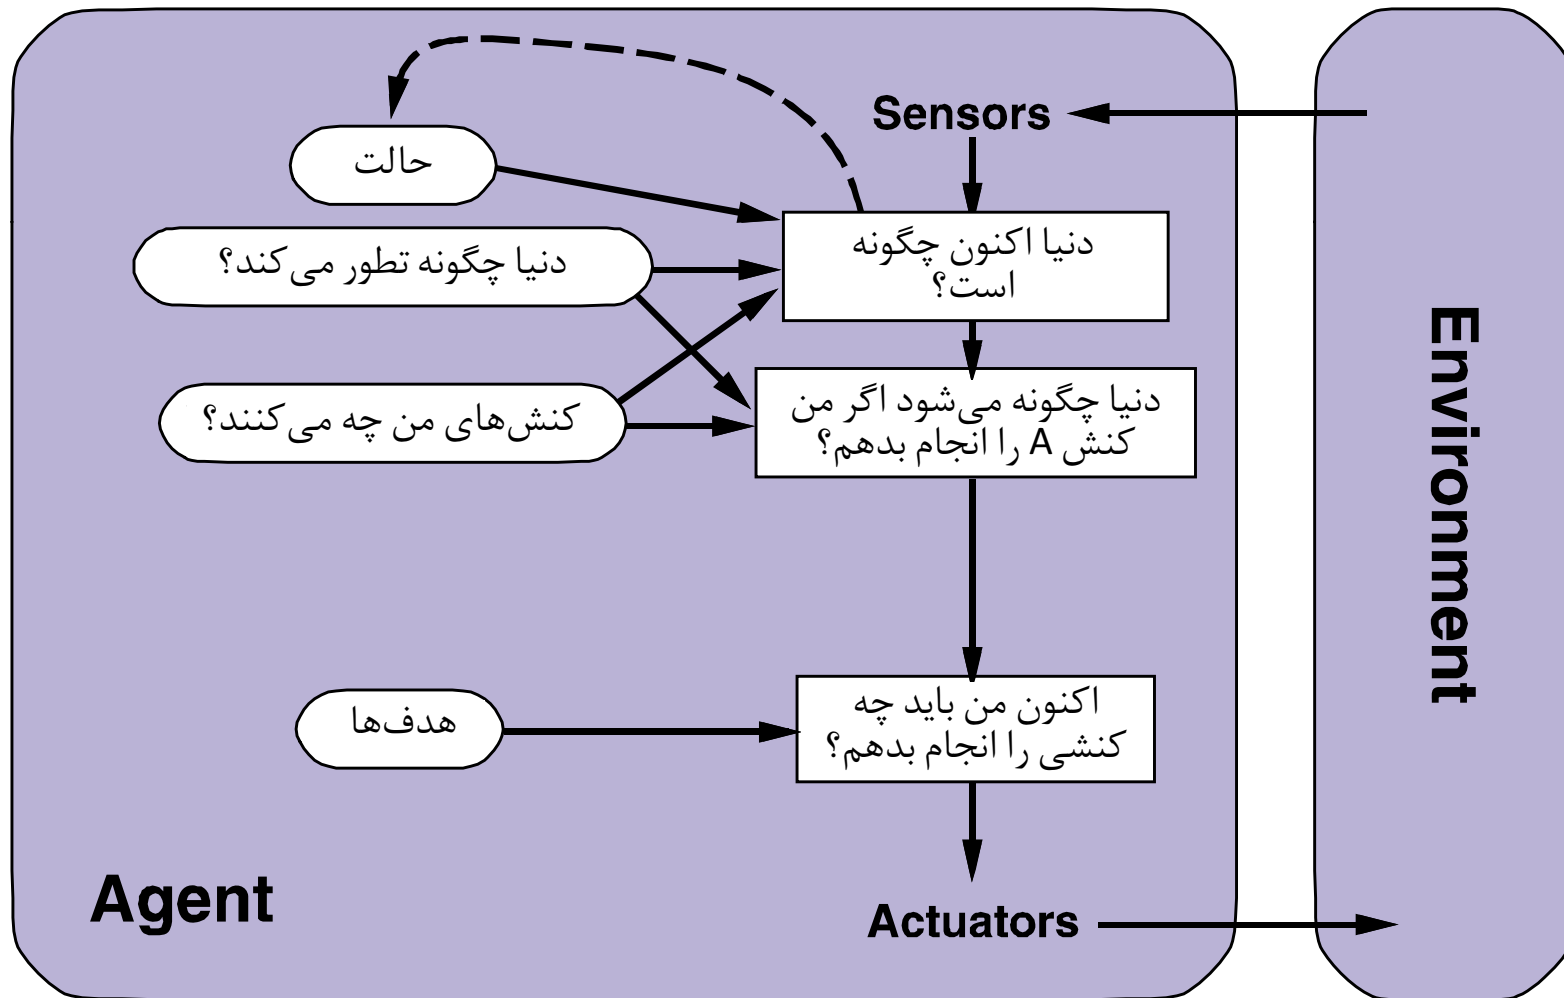 Sensors
حالت
دنیا اکنون چگونه
است؟
دنیا چگونه تطور می‌کند؟
دنیا چگونه می‌شود اگر من
کنش A را انجام بدهم؟
کنش‌های من چه می‌کنند؟
اکنون من باید چه
کنشی را انجام بدهم؟
هدف‌ها
Agent
Actuators
Environment